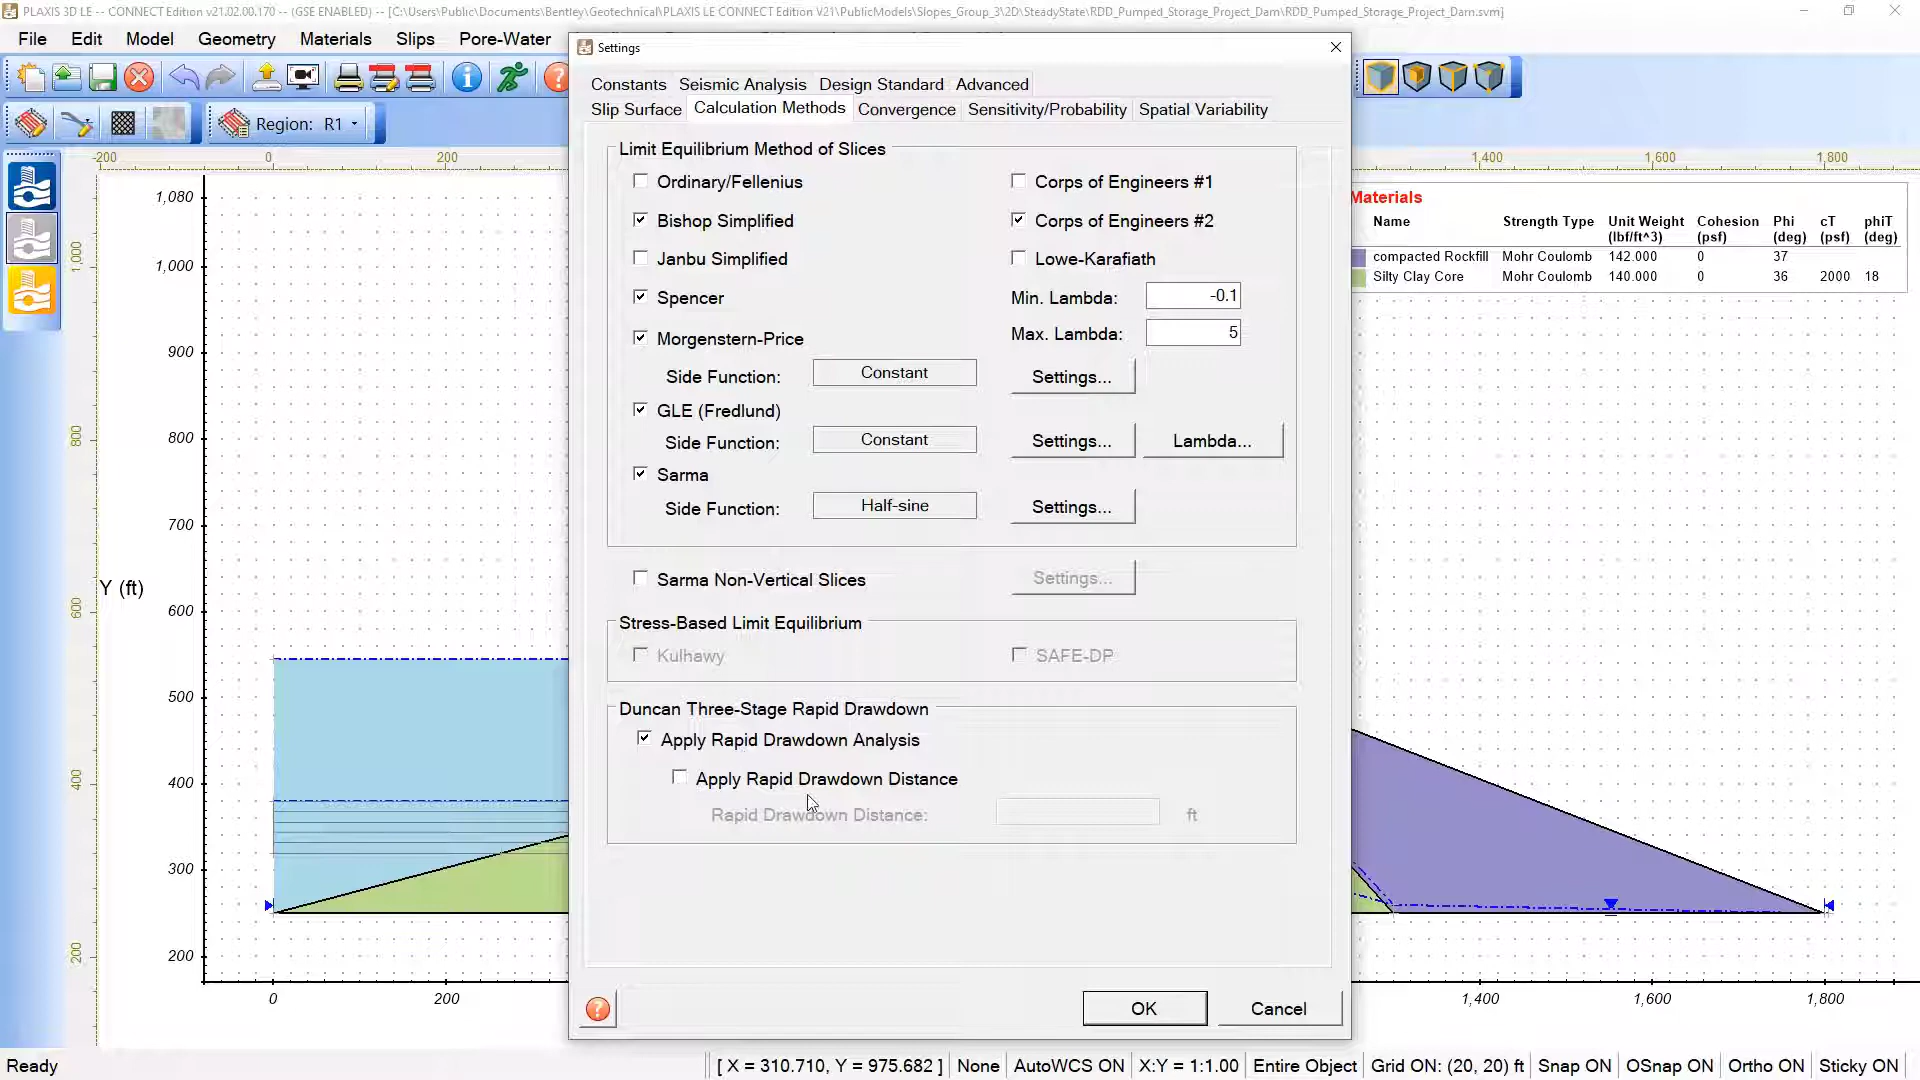 PLAXIS 3D LE -- CONNECT Edition v21.02.00.170 -- (GSE ENABLED) -- [C:\Users\Public\Documents\Bentley\Geotechnical\PLAXIS LE CONNECT Edition V21\PublicModels\Slopes_Group_3\2D\SteadyState\RDD_Pumped_Storage_Project_Dam\RDD_Pumped_Storage_Project_Dam.svm]
File Edit Model Geometry Materials Slips Pore-Water
Settings
Constants Seismic Analysis Design Standard Advanced
Slip Surface Calculation Methods Convergence Sensitivity/Probability Spatial Variability
Region: R1
-200 0 200 1,400 1,600 1,800
Limit Equilibrium Method of Slices
Ordinary/Fellenius Corps of Engineers #1
Bishop Simplified Corps of Engineers #2
Janbu Simplified Lowe-Karafiath
Spencer Min. Lambda: -0.1
Morgenstern-Price Max. Lambda: 5
Side Function: Constant Settings...
GLE (Fredlund)
Side Function: Constant Settings... Lambda...
Sarma
Side Function: Half-sine Settings...
Sarma Non-Vertical Slices Settings...
Stress-Based Limit Equilibrium
Kulhawy SAFE-DP
Duncan Three-Stage Rapid Drawdown
Apply Rapid Drawdown Analysis
Apply Rapid Drawdown Distance
Rapid Drawdown Distance: ft
OK Cancel
Materials
Name Strength Type Unit Weight Cohesion Phi cT phiT
(lbf/ft^3) (psf) (deg) (psf) (deg)
compacted Rockfill Mohr Coulomb 142.000 0 37
Silty Clay Core Mohr Coulomb 140.000 0 36 2000 18
1,080
1,000
900
800
700
600
500
400
300
200
1,000
800
600
400
200
Y (ft)
0 200 1,400 1,600 1,800
Ready [ X = 310.710, Y = 975.682 ] None AutoWCS ON X:Y = 1:1.00 Entire Object Grid ON: (20, 20) ft Snap ON OSnap ON Ortho ON Sticky ON